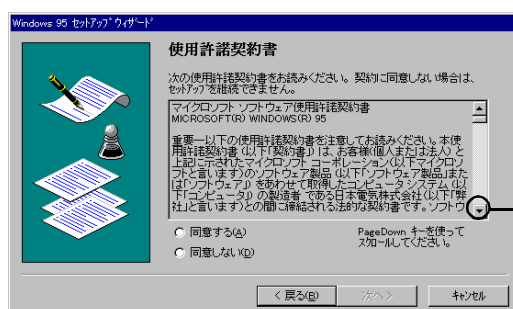 Windows 95 ｾｯﾄｱｯﾌﾟ ｳｨｻﾞｰﾄﾞ
使用許諾契約書
次の使用許諾契約書をお読みください。契約に同意しない場合は、
ｾｯﾄｱｯﾌﾟを継続できません。
マイクロソフト ソフトウェア使用許諾契約書
MICROSOFT(R) WINDOWS(R) 95
重要－以下の使用許諾契約書を注意してお読みください。本使
用許諾契約書（以下「契約書」）は、お客様（個人または法人）と
上記に示されたマイクロソフト コーポレーション（以下マイクロソ
フトと言います）のソフトウェア製品（以下「ソフトウェア製品」また
は「ソフトウェア」）をあわせて取得したコンピュータシステム（以
下「コンピュータ」）の製造者 である日本電気株式会社（以下「弊
社」と言います）との間に締結される法的な契約書です。ソフトウ
同意する(A)
同意しない(D)
PageDown キーを使って
ｽｸﾛｰﾙしてください。
< 戻る(B)
次へ >
ｷｬﾝｾﾙ